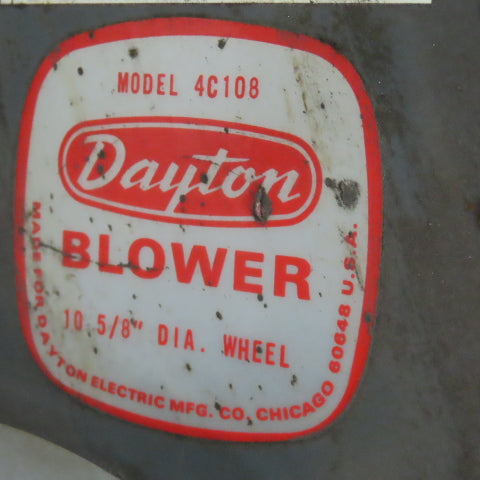 MODEL 4C108
Dayton
BLOWER
10 5/8" DIA. WHEEL
MADE FOR DAYTON ELECTRIC MFG. CO. CHICAGO 60648 U.S.A.